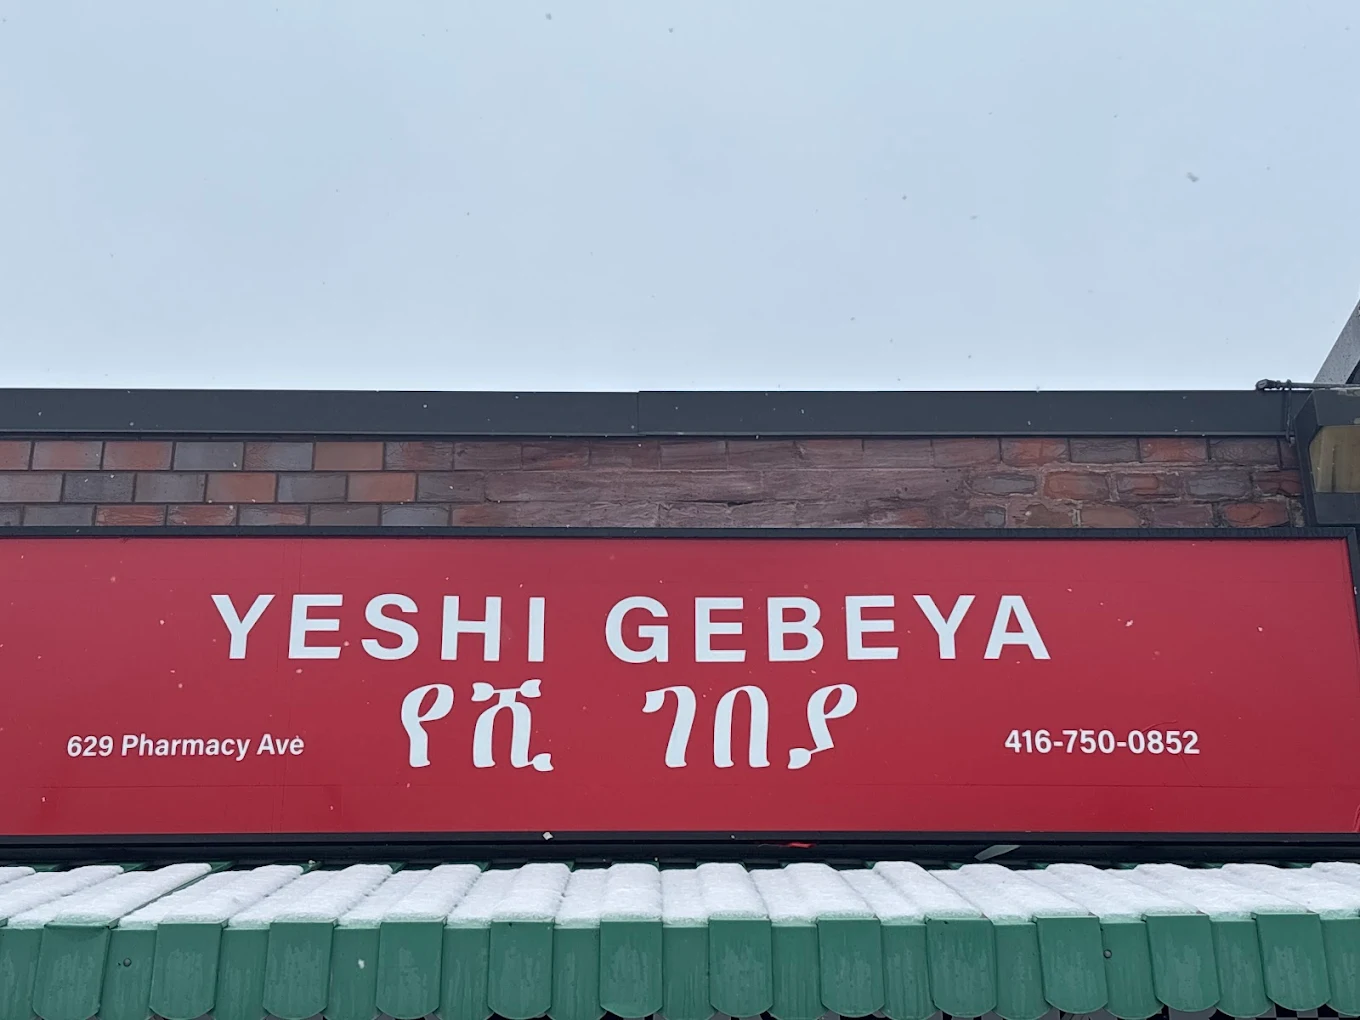 YESHI GEBEYA
የሺ ገበያ
629 Pharmacy Ave
416-750-0852